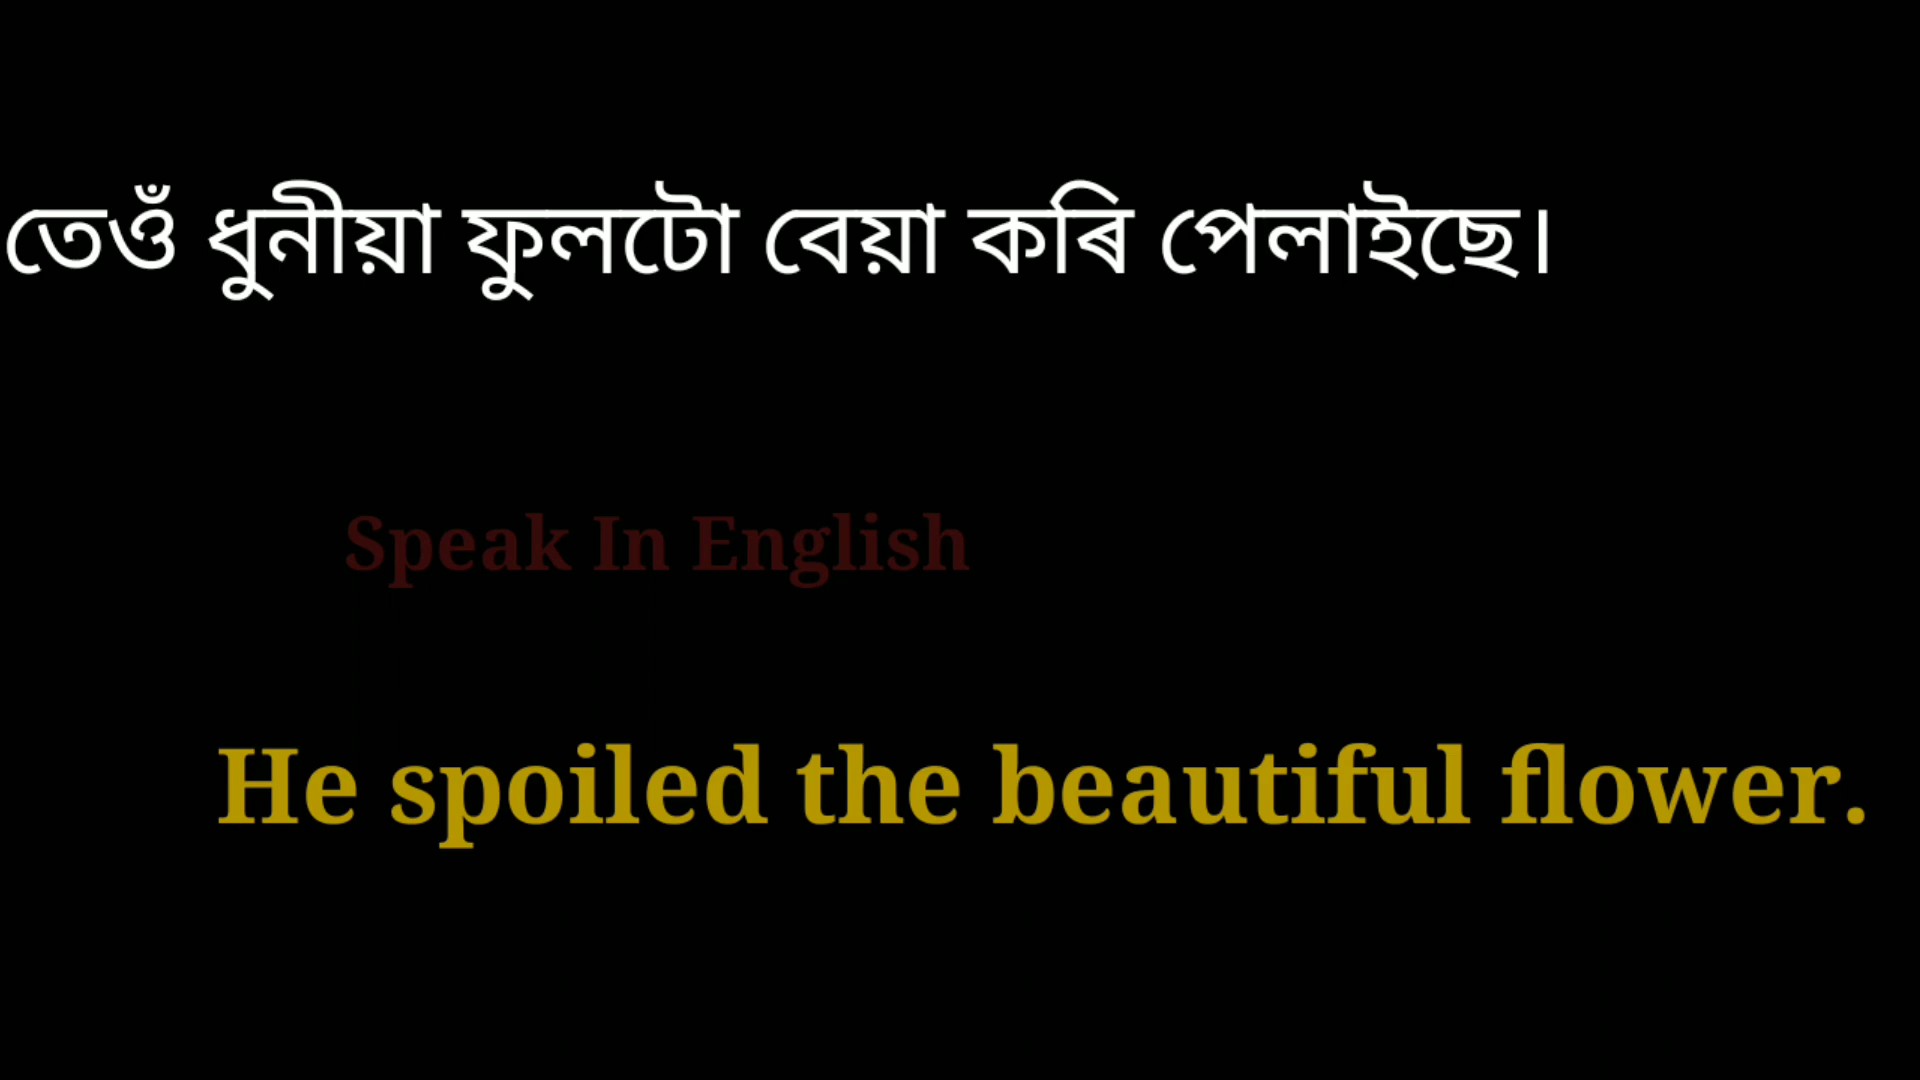 তেওঁ ধুনীয়া ফুলটো বেয়া কৰি পেলাইছে।
Speak In English
He spoiled the beautiful flower.